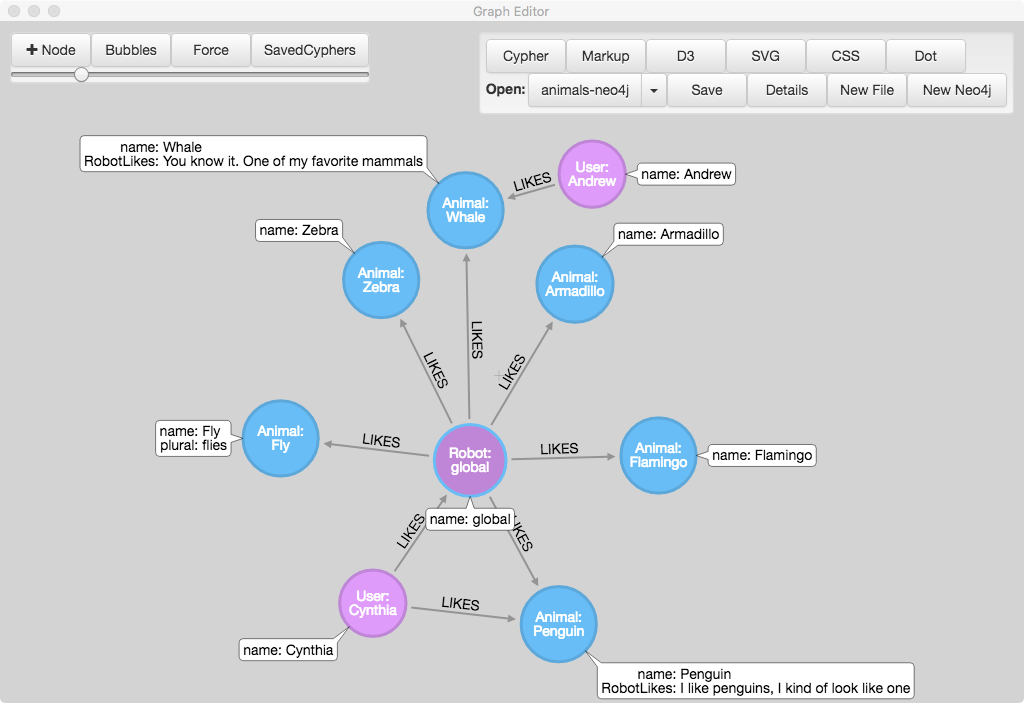 Graph Editor
+ Node
Bubbles
Force
SavedCyphers
Cypher
Markup
D3
SVG
CSS
Dot
Open:
animals-neo4j
Save
Details
New File
New Neo4j
name: Whale
RobotLikes: You know it. One of my favorite mammals
Animal:
Whale
LIKES
User:
Andrew
name: Andrew
name: Zebra
Animal:
Zebra
name: Armadillo
Animal:
Armadillo
LIKES
LIKES
LIKES
name: Fly
plural: flies
Animal:
Fly
LIKES
Robot:
global
LIKES
Animal:
Flamingo
name: Flamingo
name: global
LIKES
LIKES
User:
Cynthia
LIKES
Animal:
Penguin
name: Cynthia
name: Penguin
RobotLikes: I like penguins, I kind of look like one